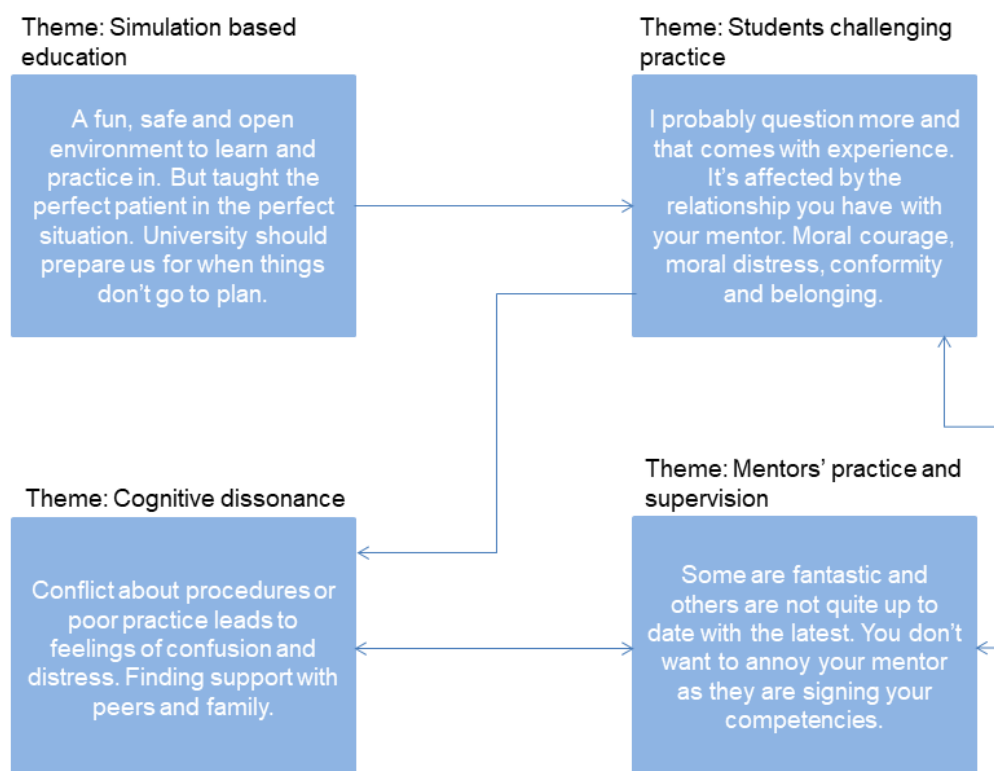 Theme: Simulation based
education
A fun, safe and open
environment to learn and
practice in. But taught the
perfect patient in the perfect
situation. University should
prepare us for when things
don’t go to plan.
Theme: Students challenging
practice
I probably question more and
that comes with experience.
It’s affected by the
relationship you have with
your mentor. Moral courage,
moral distress, conformity
and belonging.
Theme: Cognitive dissonance
Conflict about procedures or
poor practice leads to
feelings of confusion and
distress. Finding support with
peers and family.
Theme: Mentors’ practice and
supervision
Some are fantastic and
others are not quite up to
date with the latest. You don’t
want to annoy your mentor
as they are signing your
competencies.